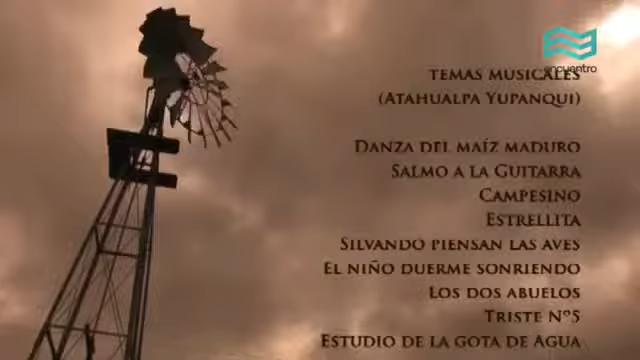 encuentro
TEMAS MUSICALES
(ATAHUALPA YUPANQUI)
DANZA DEL MAÍZ MADURO
SALMO A LA GUITARRA
CAMPESINO
ESTRELLITA
SILVANDO PIENSAN LAS AVES
EL NIÑO DUERME SONRIENDO
LOS DOS ABUELOS
TRISTE Nº5
ESTUDIO DE LA GOTA DE AGUA